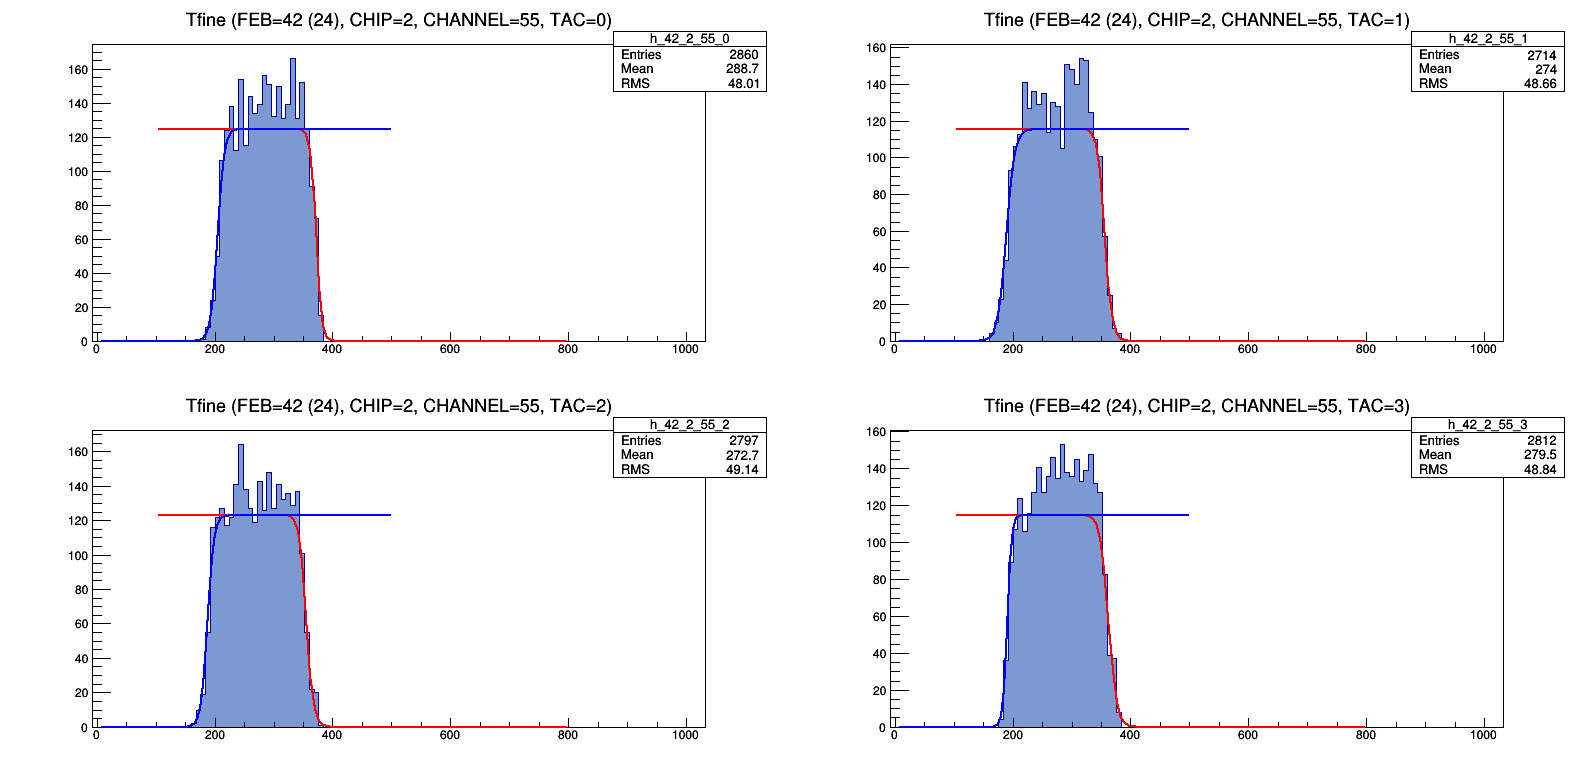 Tfine (FEB=42 (24), CHIP=2, CHANNEL=55, TAC=0)
h_42_2_55_0
Entries 2860
Mean 288.7
RMS 48.01
160
140
120
100
80
60
40
20
0
0 200 400 600 800 1000
Tfine (FEB=42 (24), CHIP=2, CHANNEL=55, TAC=1)
h_42_2_55_1
Entries 2714
Mean 274
RMS 48.66
160
140
120
100
80
60
40
20
0
0 200 400 600 800 1000
Tfine (FEB=42 (24), CHIP=2, CHANNEL=55, TAC=2)
h_42_2_55_2
Entries 2797
Mean 272.7
RMS 49.14
160
140
120
100
80
60
40
20
0
0 200 400 600 800 1000
Tfine (FEB=42 (24), CHIP=2, CHANNEL=55, TAC=3)
h_42_2_55_3
Entries 2812
Mean 279.5
RMS 48.84
160
140
120
100
80
60
40
20
0
0 200 400 600 800 1000